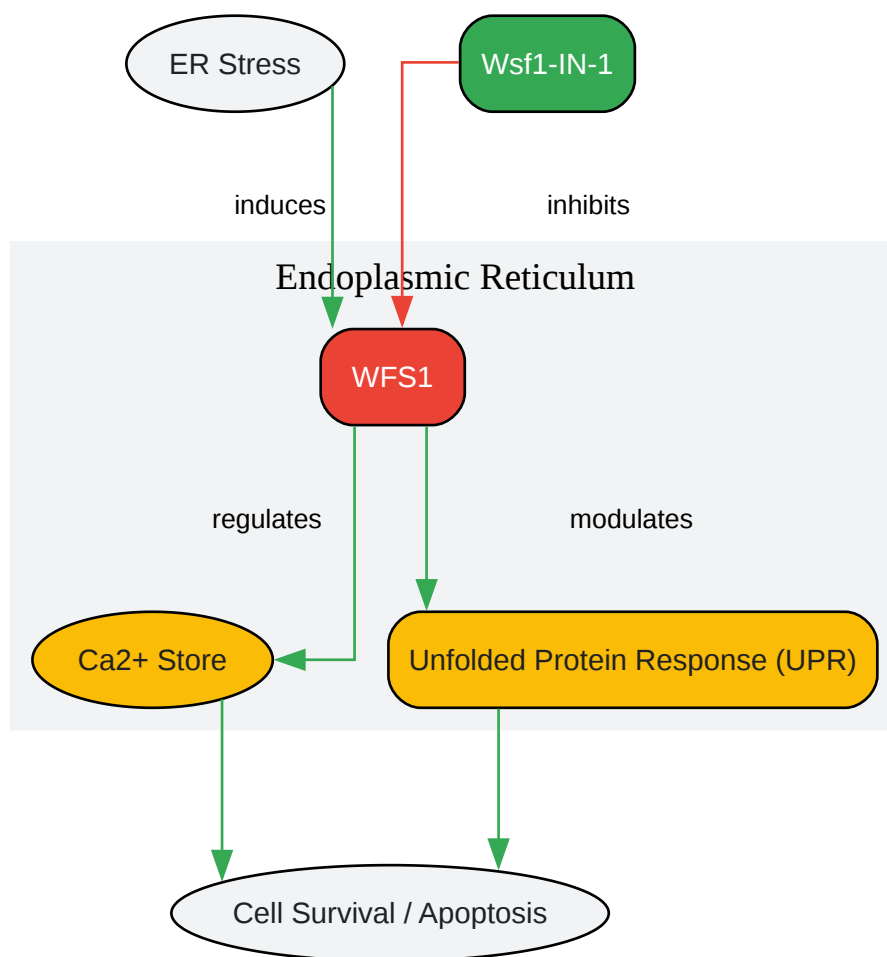 ER Stress
Wsf1-IN-1
induces
inhibits
Endoplasmic Reticulum
WFS1
regulates
modulates
Ca2+ Store
Unfolded Protein Response (UPR)
Cell Survival / Apoptosis